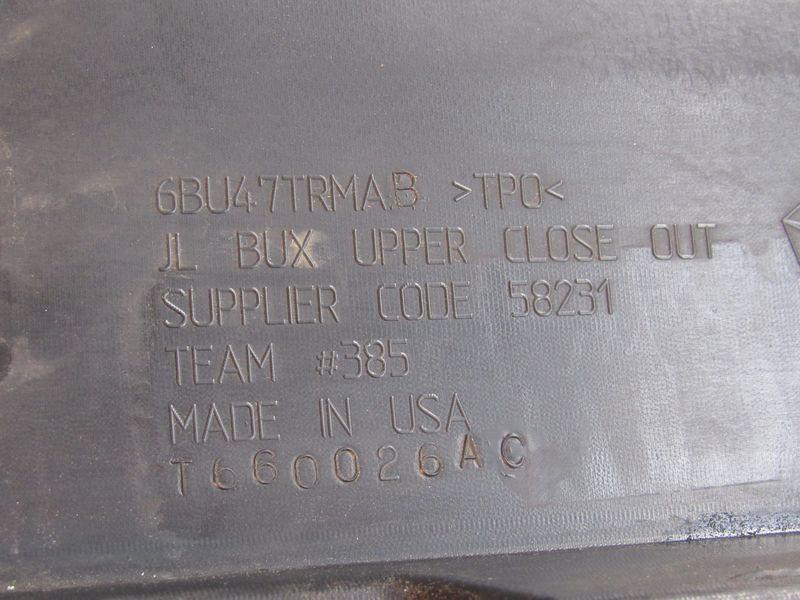 6BU47TRMAB >TPO<
JL BUX UPPER CLOSE OUT
SUPPLIER CODE 58231
TEAM #385
MADE IN USA
T660026AC